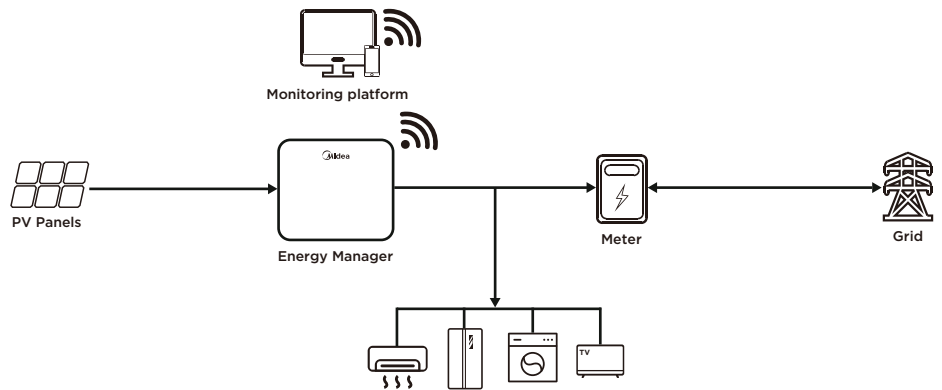 Monitoring platform
Midea
PV Panels
Energy Manager
Meter
Grid
TV